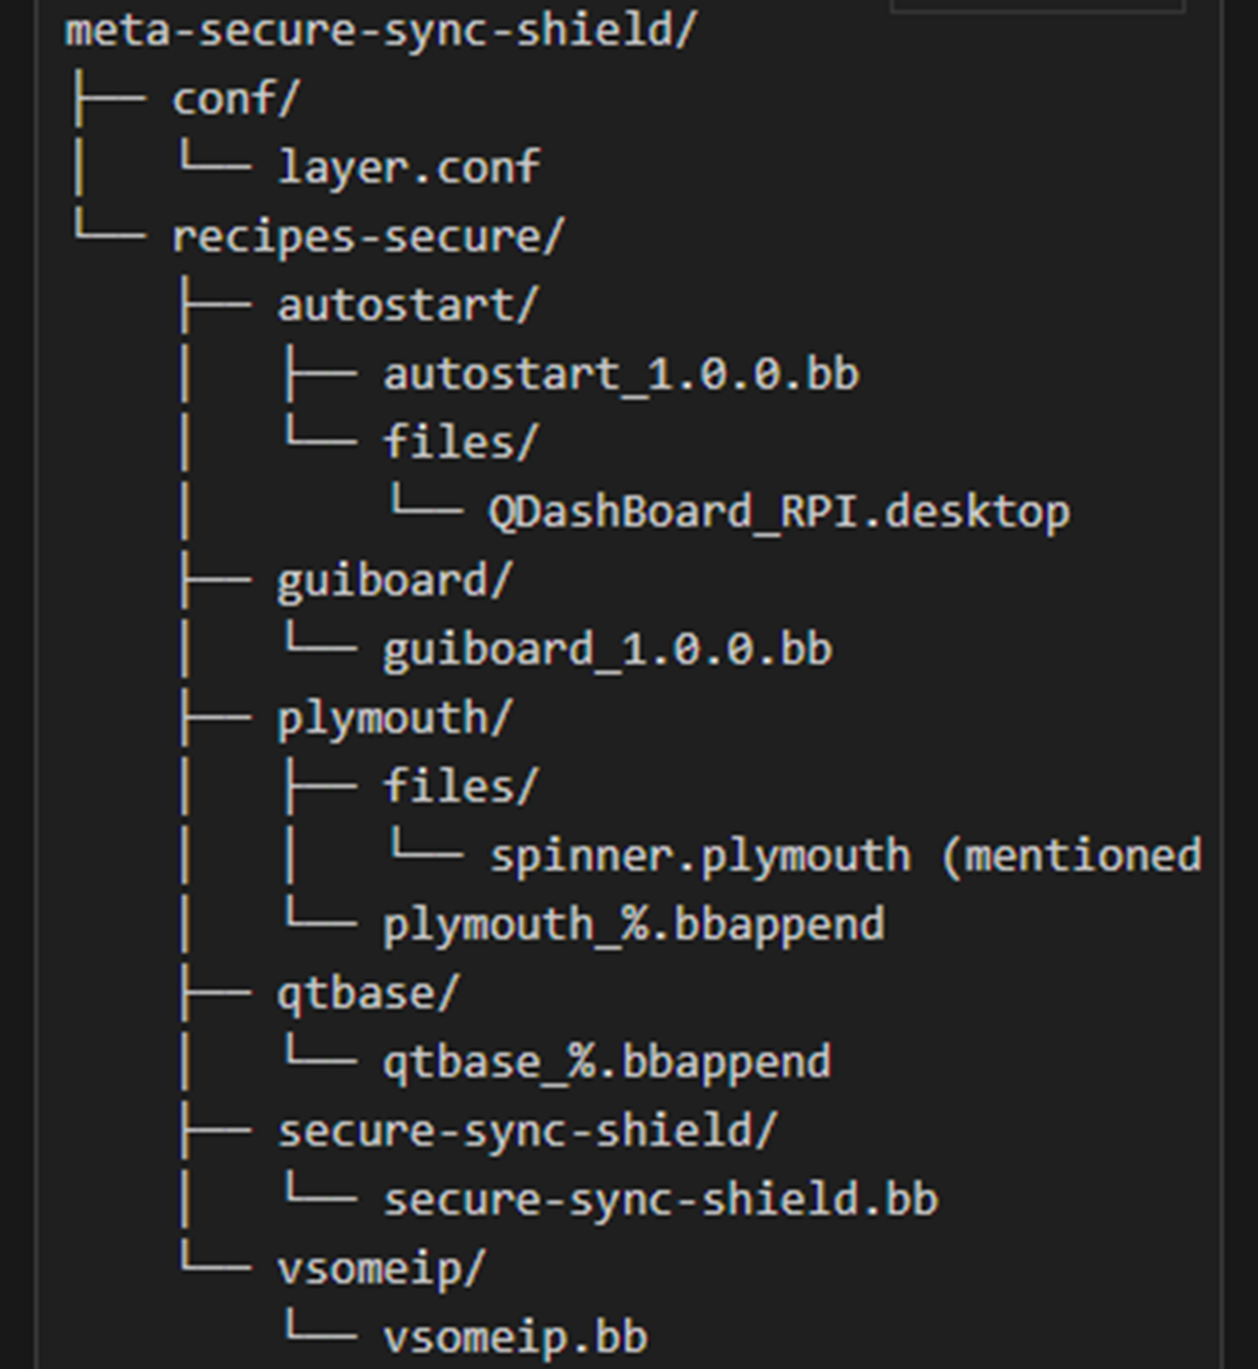 meta-secure-sync-shield/
├── conf/
│   └── layer.conf
└── recipes-secure/
    ├── autostart/
    │   ├── autostart_1.0.0.bb
    │   └── files/
    │       └── QDashBoard_RPI.desktop
    ├── guiboard/
    │   └── guiboard_1.0.0.bb
    ├── plymouth/
    │   ├── files/
    │   │   └── spinner.plymouth (mentioned
    │   └── plymouth_%.bbappend
    ├── qtbase/
    │   └── qtbase_%.bbappend
    ├── secure-sync-shield/
    │   └── secure-sync-shield.bb
    └── vsomeip/
        └── vsomeip.bb